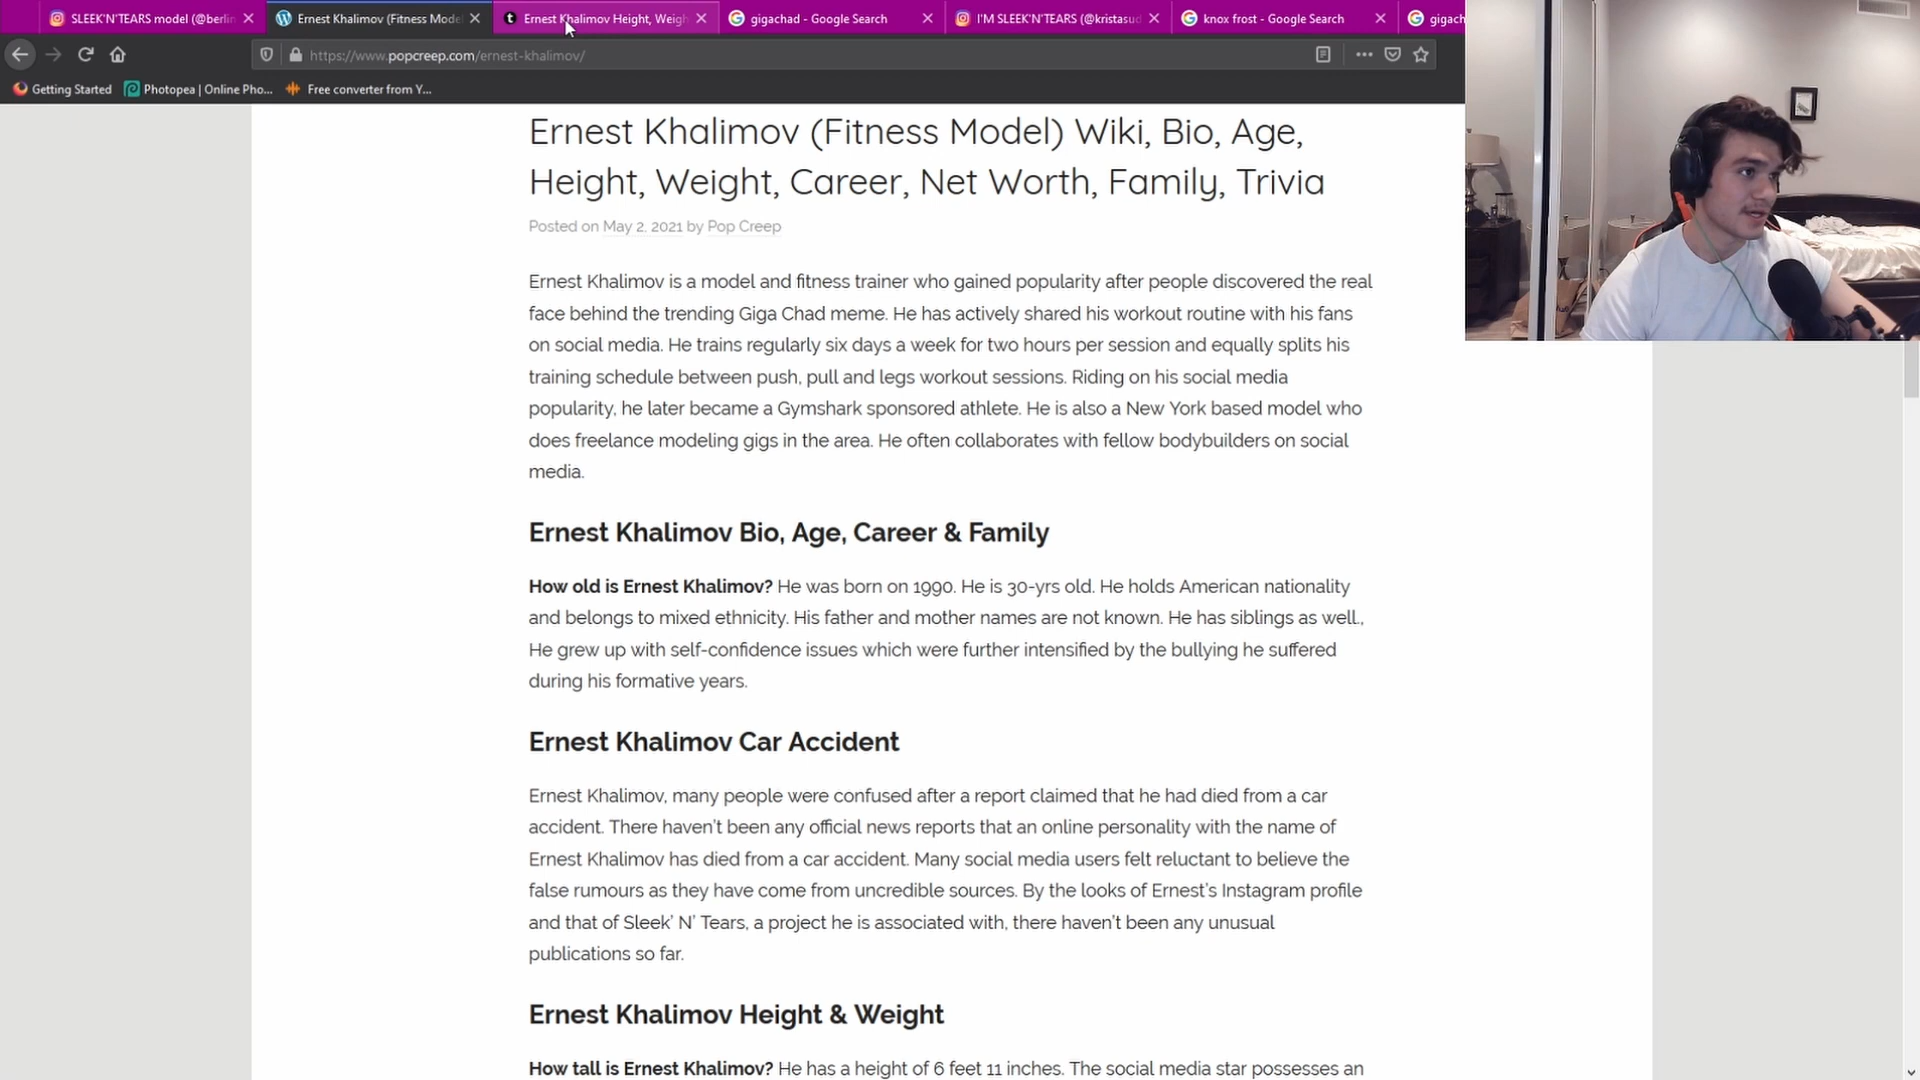 SLEEK'N'TEARS model (@berlin
Ernest Khalimov (Fitness Mode
Ernest Khalimov Height, Weigh
gigachad - Google Search
I'M SLEEK'N'TEARS (@kristasud
knox frost - Google Search
gigach
https://www.popcreep.com/ernest-khalimov/
Getting Started
Photopea | Online Pho...
Free converter from Y...
Ernest Khalimov (Fitness Model) Wiki, Bio, Age,
Height, Weight, Career, Net Worth, Family, Trivia
Posted on May 2, 2021 by Pop Creep
Ernest Khalimov is a model and fitness trainer who gained popularity after people discovered the real
face behind the trending Giga Chad meme. He has actively shared his workout routine with his fans
on social media. He trains regularly six days a week for two hours per session and equally splits his
training schedule between push, pull and legs workout sessions. Riding on his social media
popularity, he later became a Gymshark sponsored athlete. He is also a New York based model who
does freelance modeling gigs in the area. He often collaborates with fellow bodybuilders on social
media.
Ernest Khalimov Bio, Age, Career & Family
How old is Ernest Khalimov? He was born on 1990. He is 30-yrs old. He holds American nationality
and belongs to mixed ethnicity. His father and mother names are not known. He has siblings as well.,
He grew up with self-confidence issues which were further intensified by the bullying he suffered
during his formative years.
Ernest Khalimov Car Accident
Ernest Khalimov, many people were confused after a report claimed that he had died from a car
accident. There haven't been any official news reports that an online personality with the name of
Ernest Khalimov has died from a car accident. Many social media users felt reluctant to believe the
false rumours as they have come from uncredible sources. By the looks of Ernest's Instagram profile
and that of Sleek' N' Tears, a project he is associated with, there haven't been any unusual
publications so far.
Ernest Khalimov Height & Weight
How tall is Ernest Khalimov? He has a height of 6 feet 11 inches. The social media star possesses an